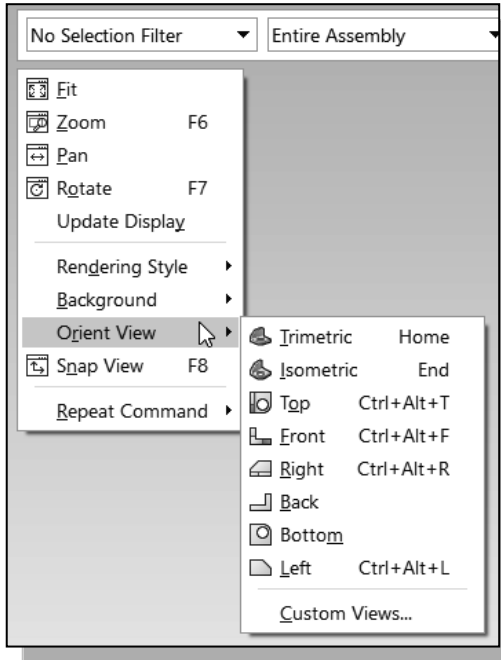 No Selection Filter Entire Assembly
Fit
Zoom F6
Pan
Rotate F7
Update Display
Rendering Style
Background
Orient View
Snap View F8
Repeat Command
Trimetric Home
Isometric End
Top Ctrl+Alt+T
Front Ctrl+Alt+F
Right Ctrl+Alt+R
Back
Bottom
Left Ctrl+Alt+L
Custom Views...